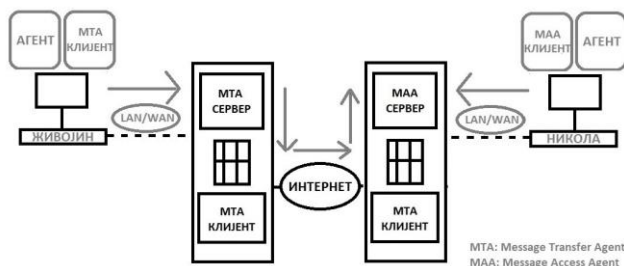 АГЕНТ
МТА
КЛИЈЕНТ
LAN/WAN
ЖИВОЈИН
МТА
СЕРВЕР
МТА
КЛИЈЕНТ
ИНТЕРНЕТ
МАА
СЕРВЕР
МТА
КЛИЈЕНТ
МАА
КЛИЈЕНТ
АГЕНТ
LAN/WAN
НИКОЛА
MTA: Message Transfer Agent
MAA: Message Access Agent